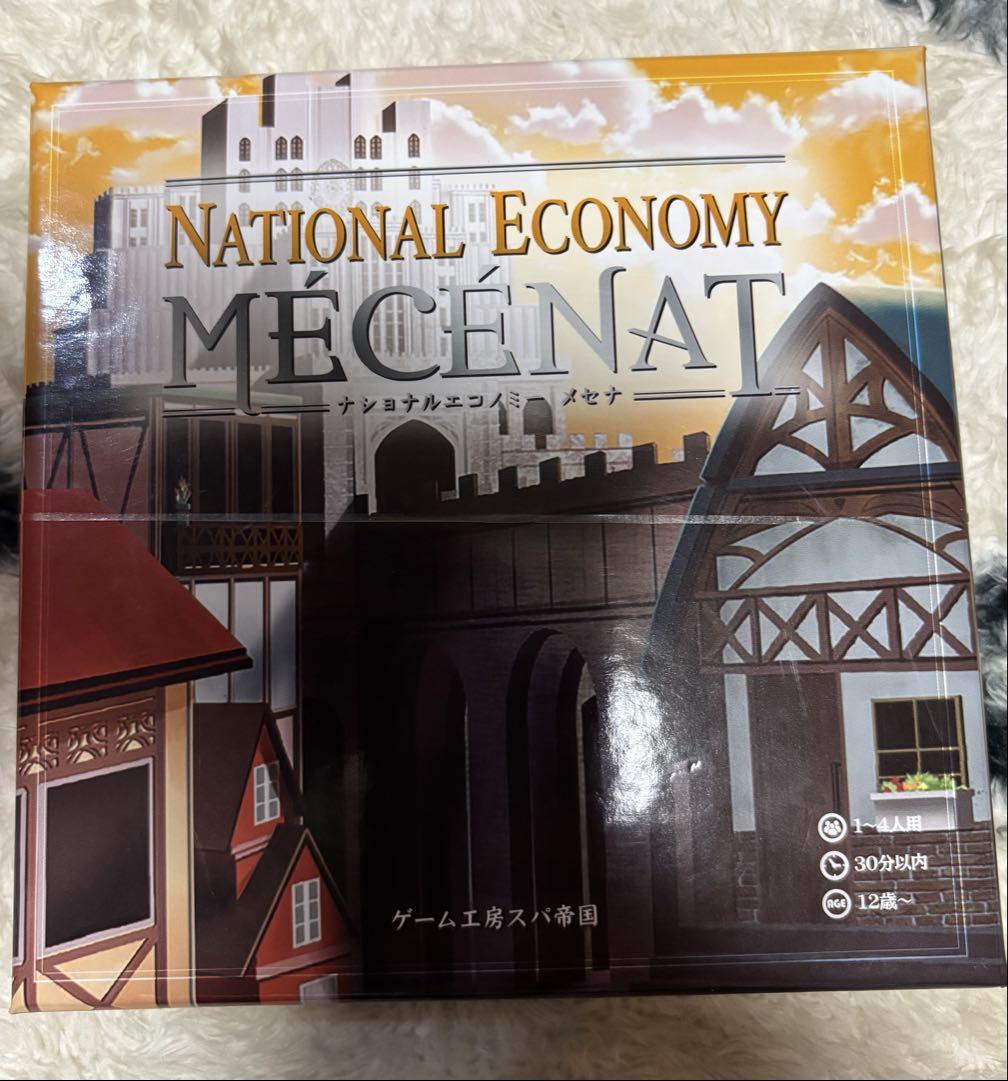 NATIONAL ECONOMY
MÉCÉNAT
ナショナルエコノミー メセナ
1〜4人用
30分以内
AGE 12歳〜
ゲーム工房スパ帝国